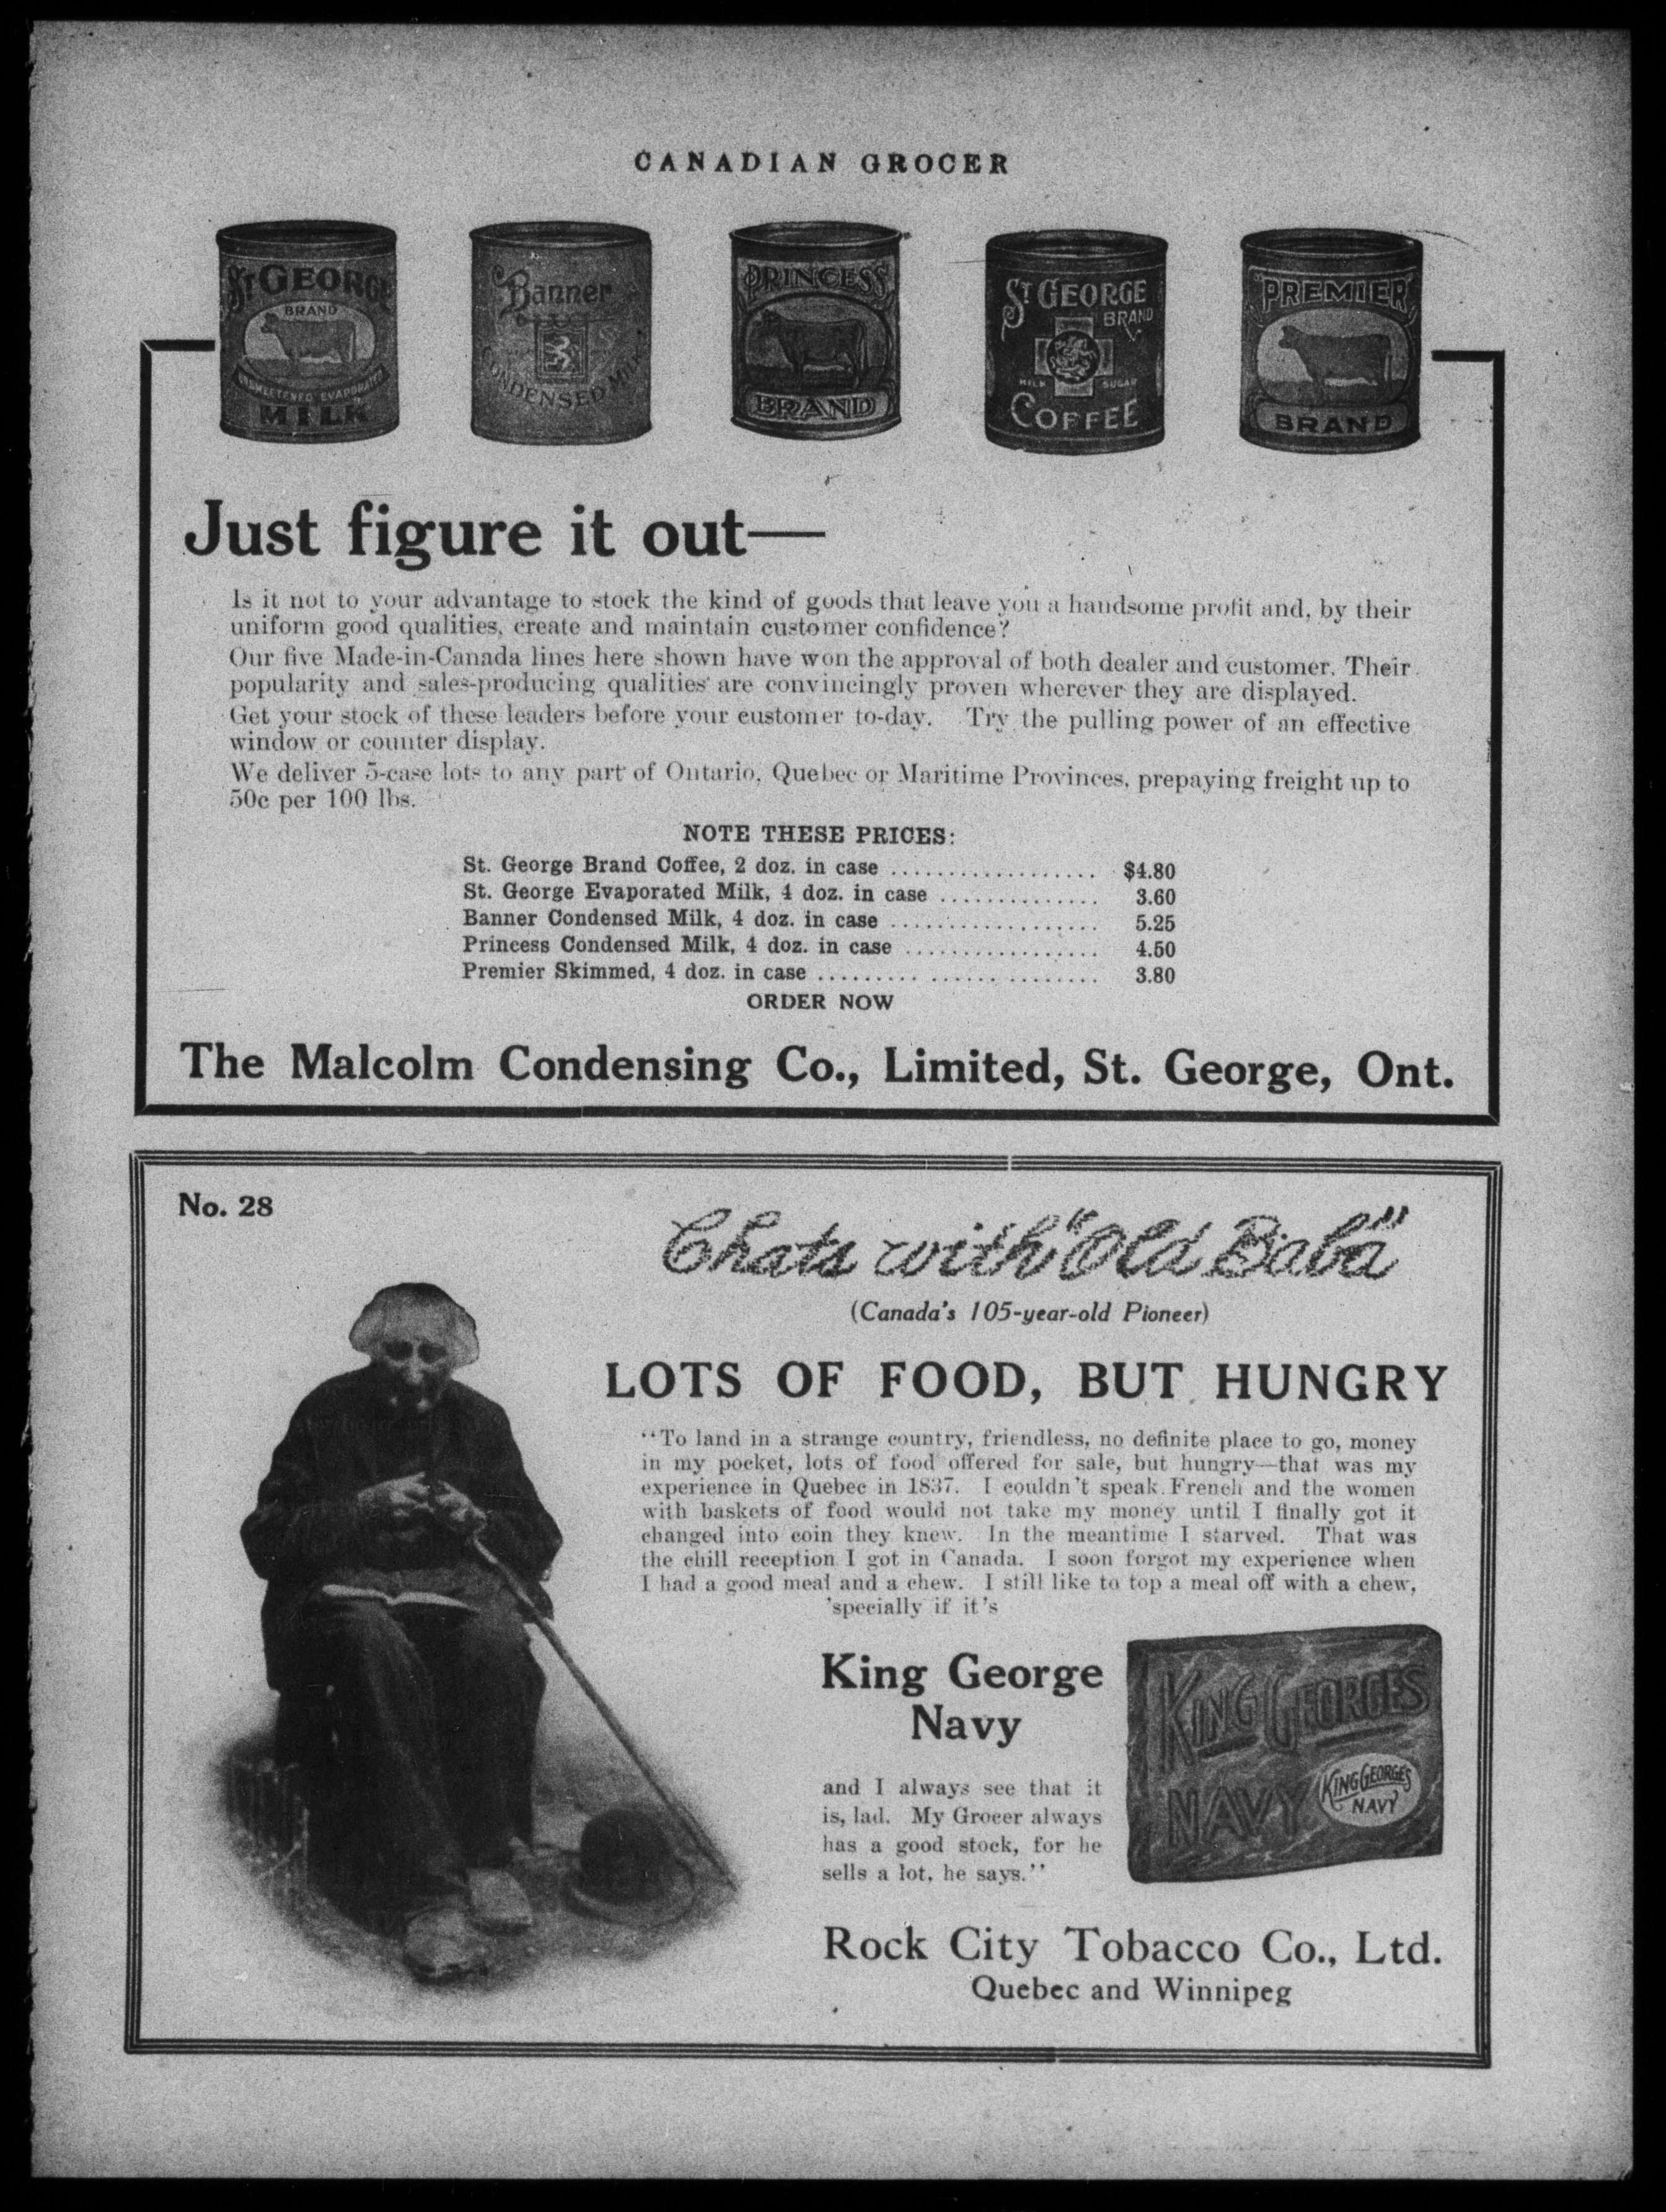 CANADIAN GROCER
ST GEORGE
BRAND
UNSWEETENED EVAPORATED
MILK
Banner
CONDENSED MILK
PRINCESS
BRAND
ST GEORGE
BRAND
MILK SUGAR
COFFEE
PREMIER
BRAND
Just figure it out—
Is it not to your advantage to stock the kind of goods that leave you a handsome profit and, by their
uniform good qualities, create and maintain customer confidence?
Our five Made-in-Canada lines here shown have won the approval of both dealer and customer. Their
popularity and sales-producing qualities are convincingly proven wherever they are displayed.
Get your stock of these leaders before your customer to-day. Try the pulling power of an effective
window or counter display.
We deliver 5-case lots to any part of Ontario, Quebec or Maritime Provinces, prepaying freight up to
50c per 100 lbs.
NOTE THESE PRICES:
St. George Brand Coffee, 2 doz. in case .................. $4.80
St. George Evaporated Milk, 4 doz. in case .............. 3.60
Banner Condensed Milk, 4 doz. in case .................. 5.25
Princess Condensed Milk, 4 doz. in case ................. 4.50
Premier Skimmed, 4 doz. in case ........................ 3.80
ORDER NOW
The Malcolm Condensing Co., Limited, St. George, Ont.
No. 28
Chats with "Old Baba"
(Canada's 105-year-old Pioneer)
LOTS OF FOOD, BUT HUNGRY
"To land in a strange country, friendless, no definite place to go, money
in my pocket, lots of food offered for sale, but hungry—that was my
experience in Quebec in 1837. I couldn't speak French and the women
with baskets of food would not take my money until I finally got it
changed into coin they knew. In the meantime I starved. That was
the chill reception I got in Canada. I soon forgot my experience when
I had a good meal and a chew. I still like to top a meal off with a chew,
'specially if it's
King George
Navy
and I always see that it
is, lad. My Grocer always
has a good stock, for he
sells a lot, he says."
KING GEORGE'S
NAVY
KING GEORGE'S
NAVY
Rock City Tobacco Co., Ltd.
Quebec and Winnipeg